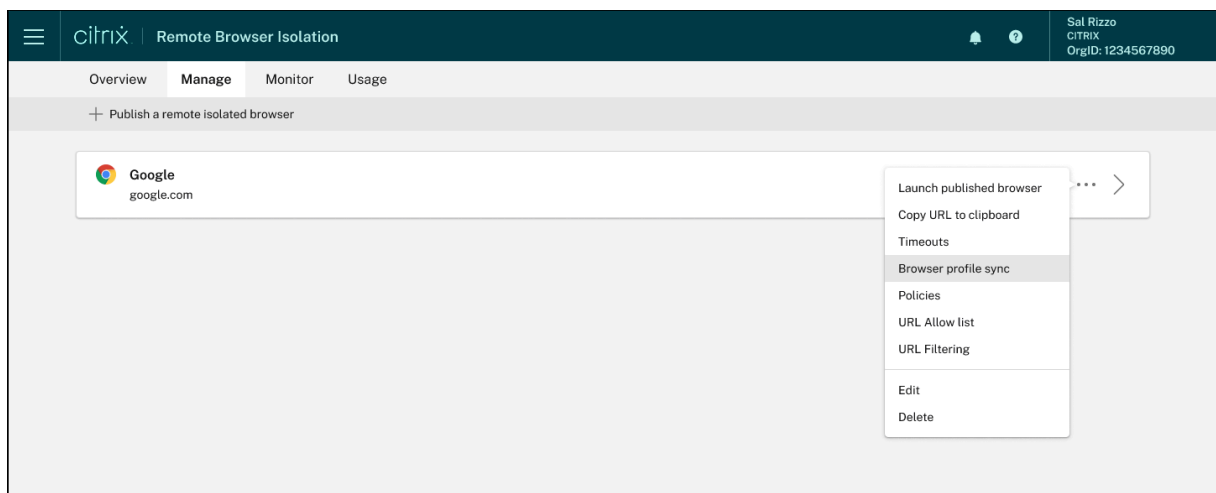 citrix | Remote Browser Isolation
Sal Rizzo
CITRIX
OrgID: 1234567890
Overview Manage Monitor Usage
+ Publish a remote isolated browser
Google
google.com
Launch published browser
Copy URL to clipboard
Timeouts
Browser profile sync
Policies
URL Allow list
URL Filtering
Edit
Delete